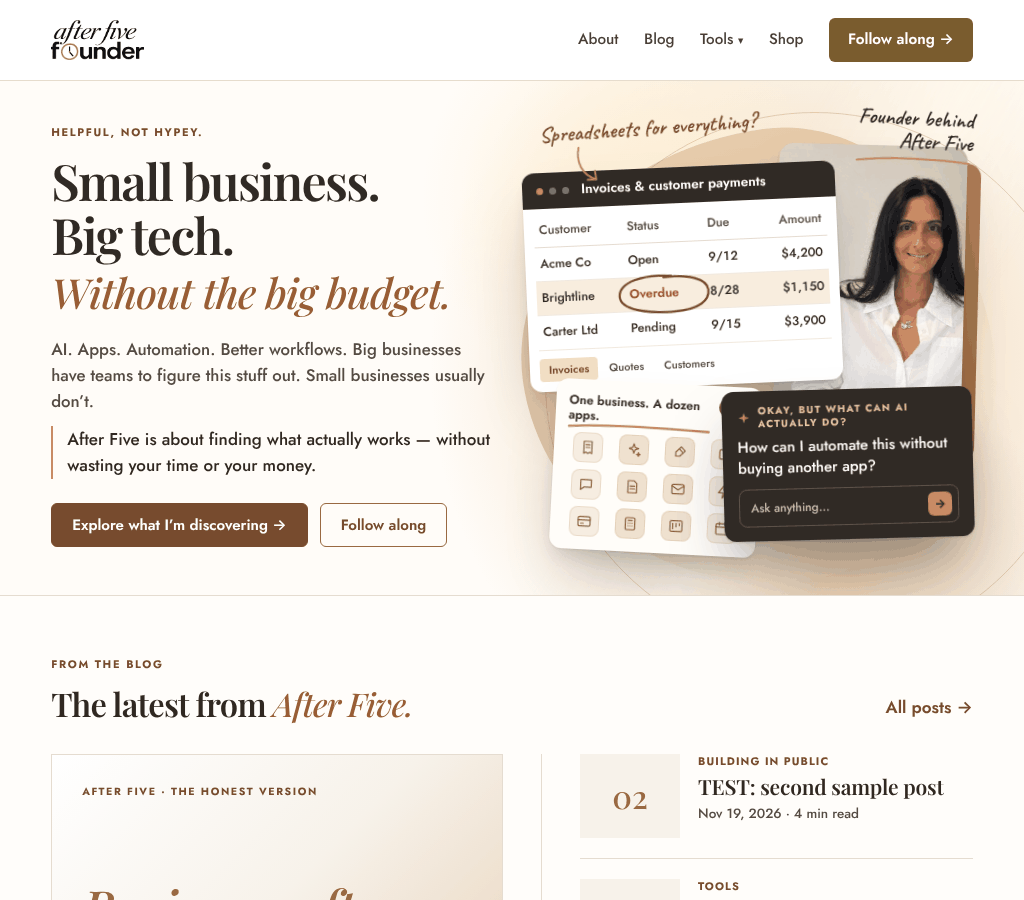 after five
founder
About
Blog
Tools ▾
Shop
Follow along →
HELPFUL, NOT HYPEY.
Small business.
Big tech.
Without the big budget.
AI. Apps. Automation. Better workflows. Big businesses
have teams to figure this stuff out. Small businesses usually
don't.
After Five is about finding what actually works — without
wasting your time or your money.
Explore what I'm discovering →
Follow along
Spreadsheets for everything?
Founder behind
After Five
Invoices & customer payments
Customer Status Due Amount
Acme Co Open 9/12 $4,200
Brightline Overdue 8/28 $1,150
Carter Ltd Pending 9/15 $3,900
Invoices Quotes Customers
One business. A dozen
apps.
OKAY, BUT WHAT CAN AI
ACTUALLY DO?
How can I automate this without
buying another app?
Ask anything...
→
FROM THE BLOG
The latest from After Five.
All posts →
AFTER FIVE · THE HONEST VERSION
02
BUILDING IN PUBLIC
TEST: second sample post
Nov 19, 2026 · 4 min read
TOOLS